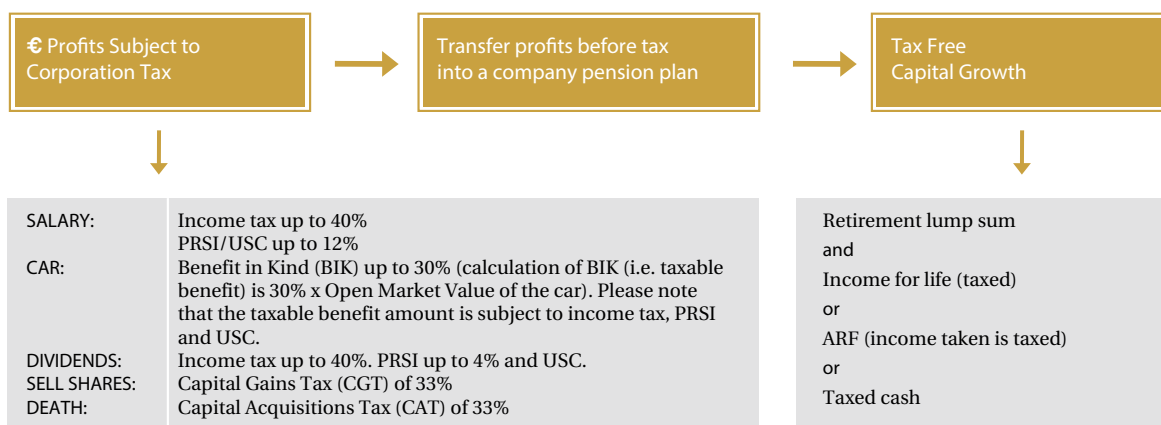 € Profits Subject to
Corporation Tax
Transfer profits before tax
into a company pension plan
Tax Free
Capital Growth
SALARY: Income tax up to 40%
PRSI/USC up to 12%
CAR: Benefit in Kind (BIK) up to 30% (calculation of BIK (i.e. taxable
benefit) is 30% x Open Market Value of the car). Please note
that the taxable benefit amount is subject to income tax, PRSI
and USC.
DIVIDENDS: Income tax up to 40%. PRSI up to 4% and USC.
SELL SHARES: Capital Gains Tax (CGT) of 33%
DEATH: Capital Acquisitions Tax (CAT) of 33%
Retirement lump sum
and
Income for life (taxed)
or
ARF (income taken is taxed)
or
Taxed cash